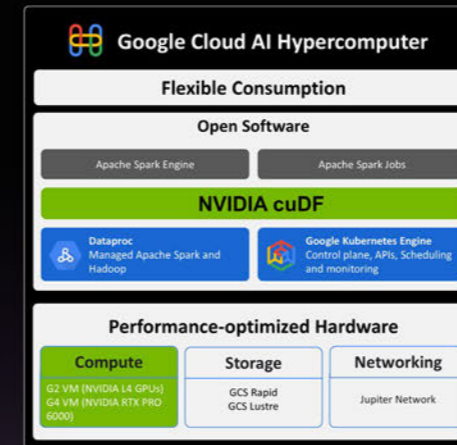 Google Cloud AI Hypercomputer
Flexible Consumption
Open Software
Apache Spark Engine
Apache Spark Jobs
NVIDIA cuDF
Dataproc
Managed Apache Spark and
Hadoop
Google Kubernetes Engine
Control plane, APIs, Scheduling
and monitoring
Performance-optimized Hardware
Compute
G2 VM (NVIDIA L4 GPUs)
G4 VM (NVIDIA RTX PRO
6000)
Storage
GCS Rapid
GCS Lustre
Networking
Jupiter Network